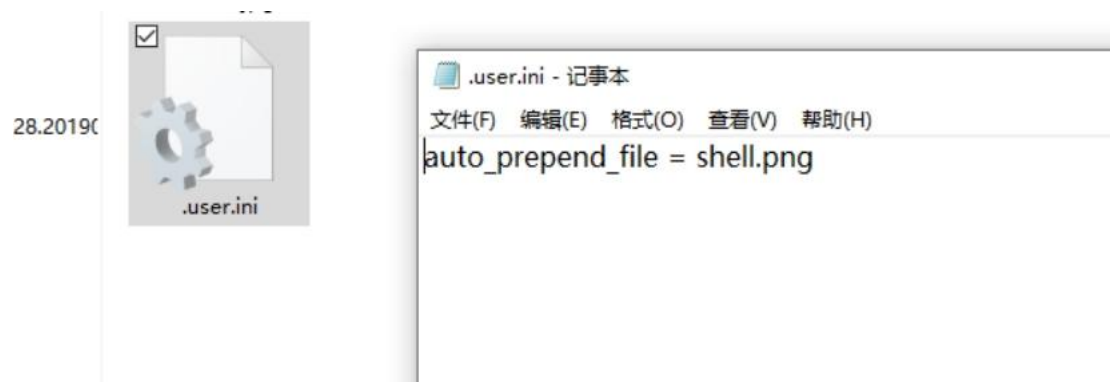 28.2019
.user.ini
.user.ini - 记事本
文件(F) 编辑(E) 格式(O) 查看(V) 帮助(H)
auto_prepend_file = shell.png